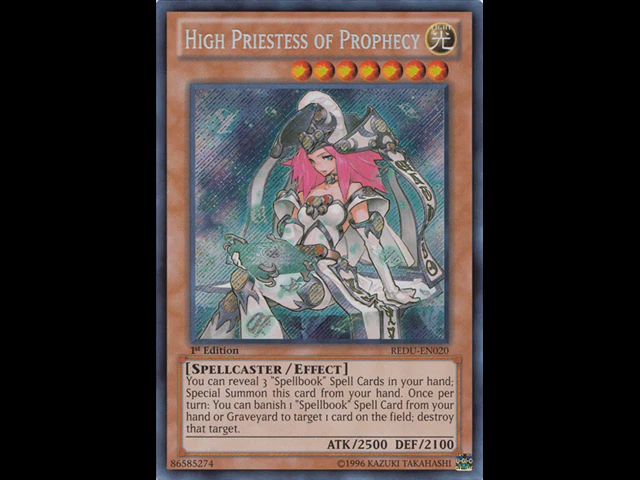 High Priestess of Prophecy
LIGHT
光
1st Edition
REDU-EN020
[Spellcaster / Effect]
You can reveal 3 "Spellbook" Spell Cards in your hand;
Special Summon this card from your hand. Once per
turn: You can banish 1 "Spellbook" Spell Card from your
hand or Graveyard to target 1 card on the field; destroy
that target.
ATK/2500 DEF/2100
86585274
©1996 KAZUKI TAKAHASHI